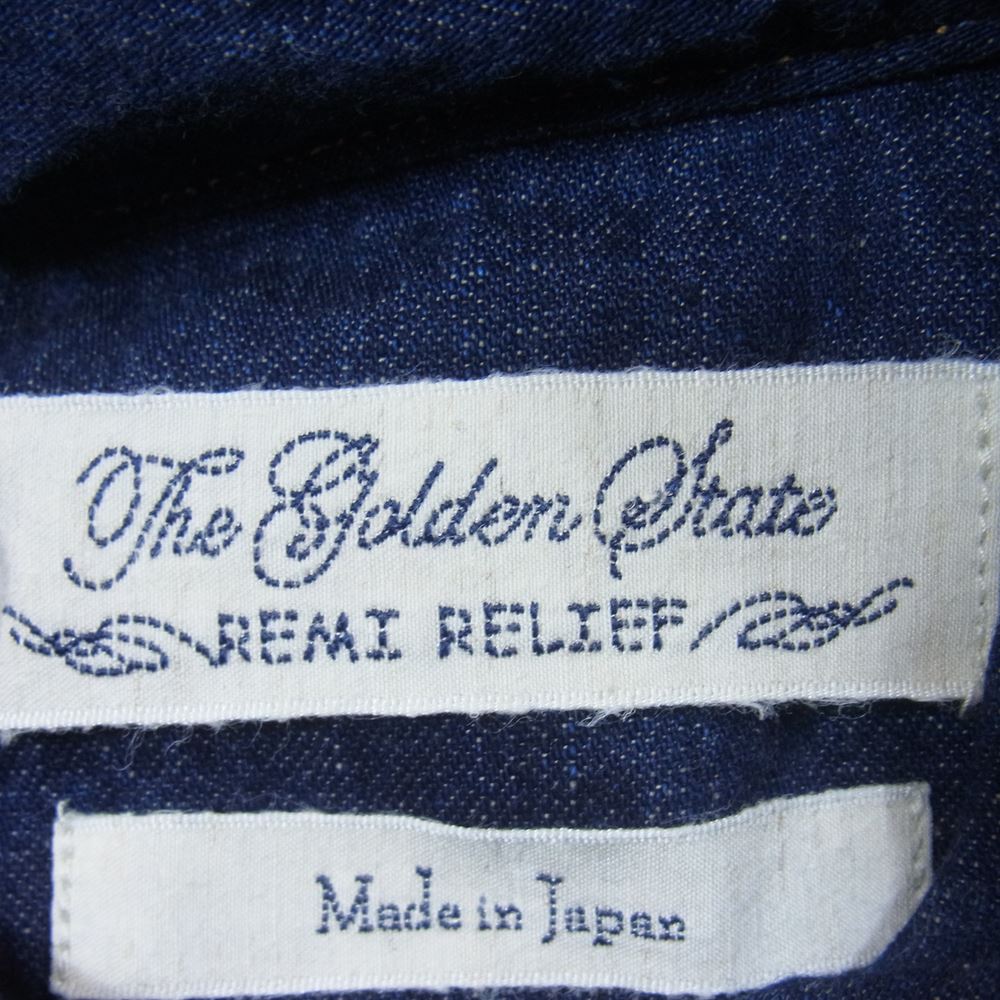 The Golden State
REMI RELIEF
Made in Japan